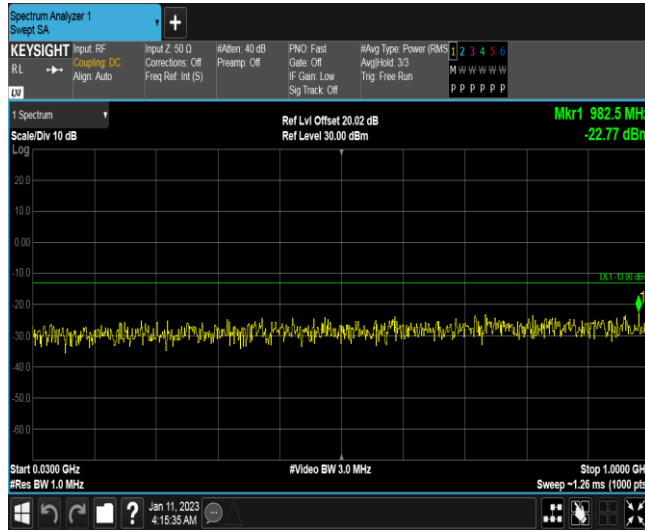 Spectrum Analyzer 1
Swept SA
KEYSIGHT Input: RF Input Z: 50 Ω #Atten: 40 dB PNO: Fast #Avg Type: Power (RMS 1 2 3 4 5 6
RL Coupling: DC Corrections: Off Preamp: Off Gate: Off Avg|Hold: 3/3 M W W W W W
Align: Auto Freq Ref: Int (S) IF Gain: Low Trig: Free Run
LXI Sig Track: Off P P P P P P
1 Spectrum Ref Lvl Offset 20.02 dB Mkr1 982.5 MHz
Scale/Div 10 dB Ref Level 30.00 dBm -22.77 dBm
Log
20.0
10.0
0.00
-10.0
DL1 -13.00 dBm
1
-20.0
-30.0
-40.0
-50.0
-60.0
Start 0.0300 GHz #Video BW 3.0 MHz Stop 1.0000 GH
#Res BW 1.0 MHz Sweep ~1.26 ms (1000 pts
? Jan 11, 2023
4:15:35 AM